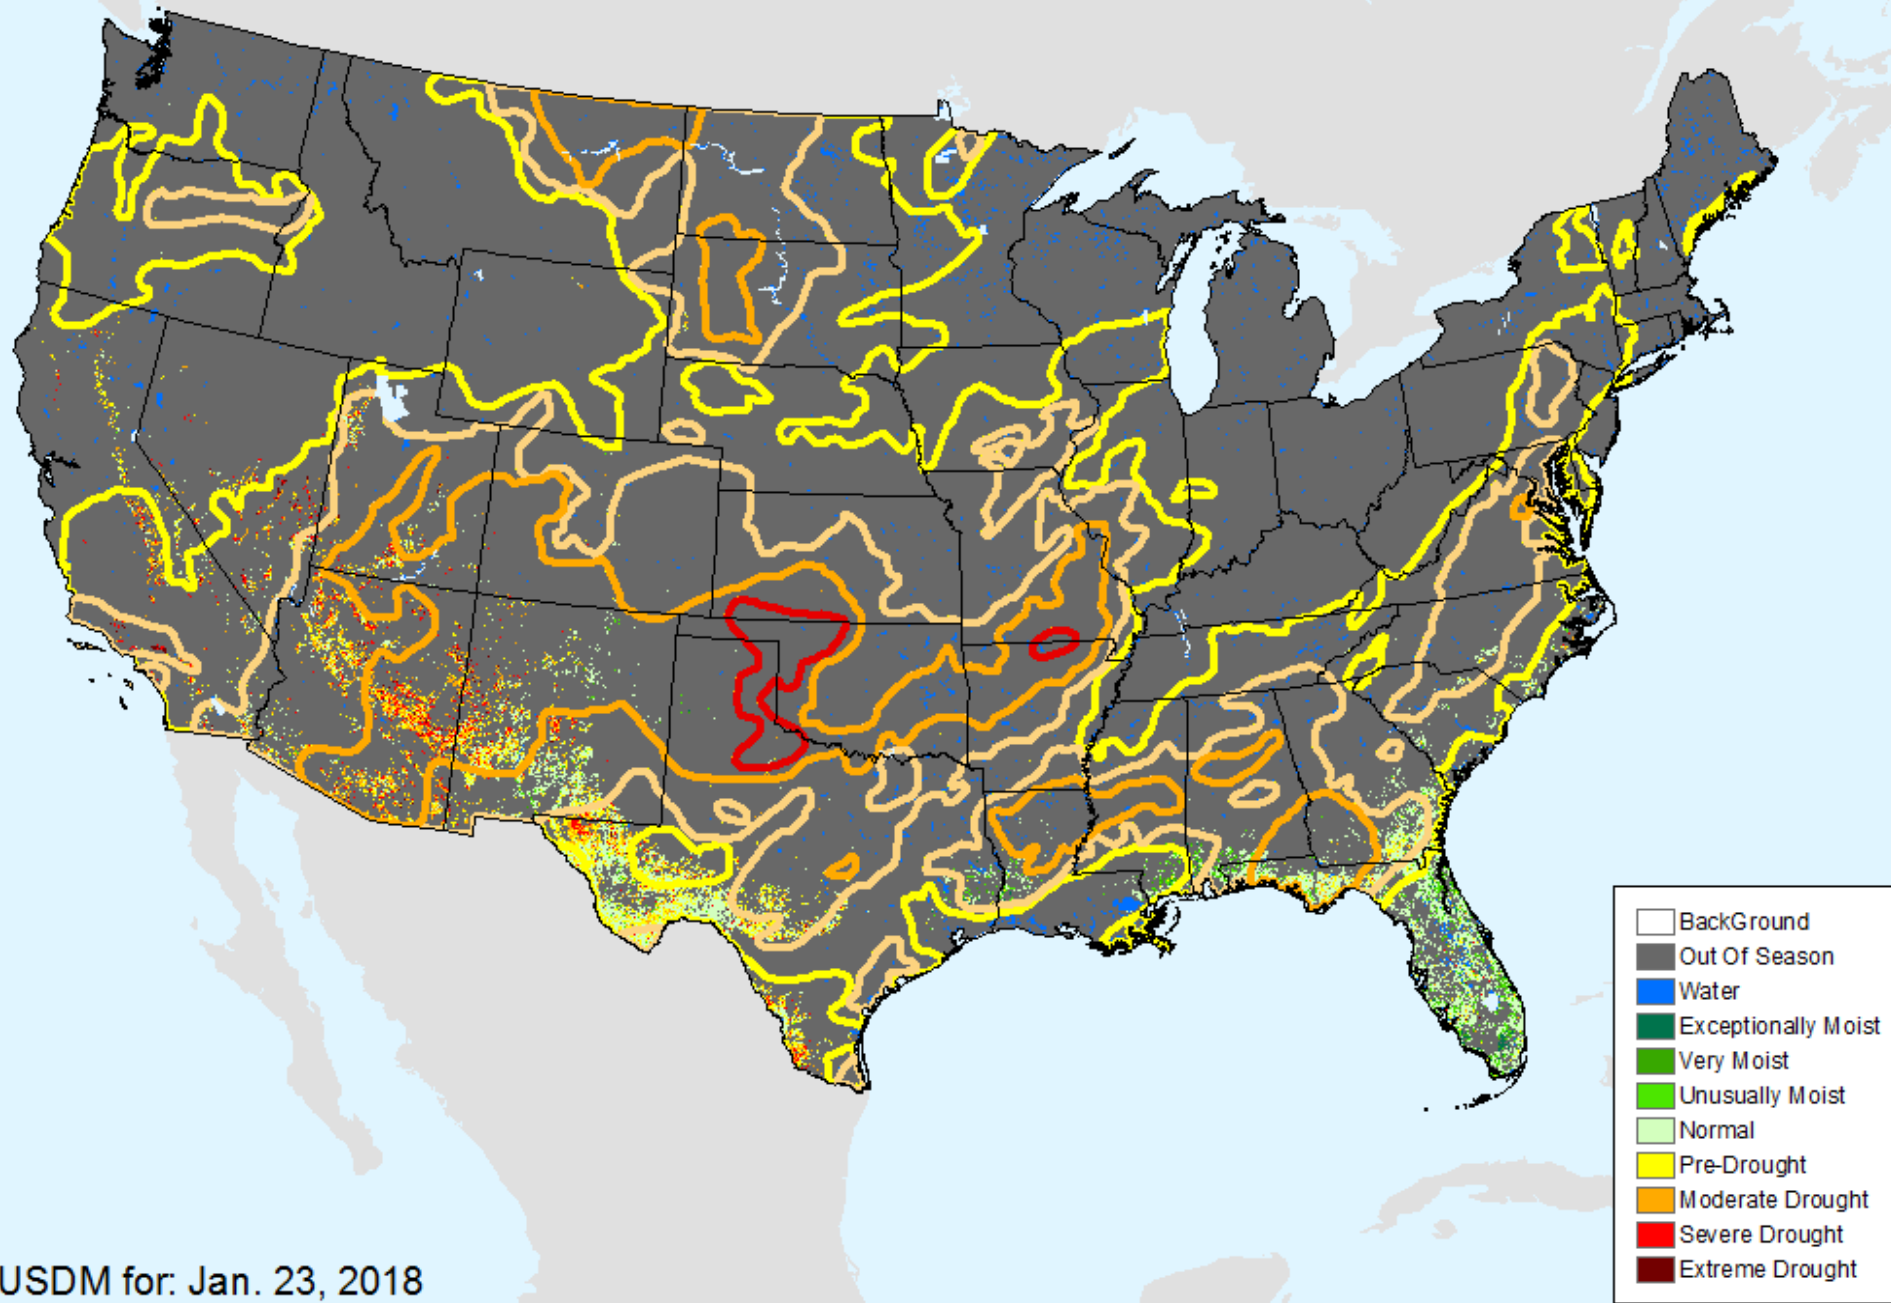 BackGround
Out Of Season
Water
Exceptionally Moist
Very Moist
Unusually Moist
Normal
Pre-Drought
Moderate Drought
Severe Drought
Extreme Drought
USDM for: Jan. 23, 2018